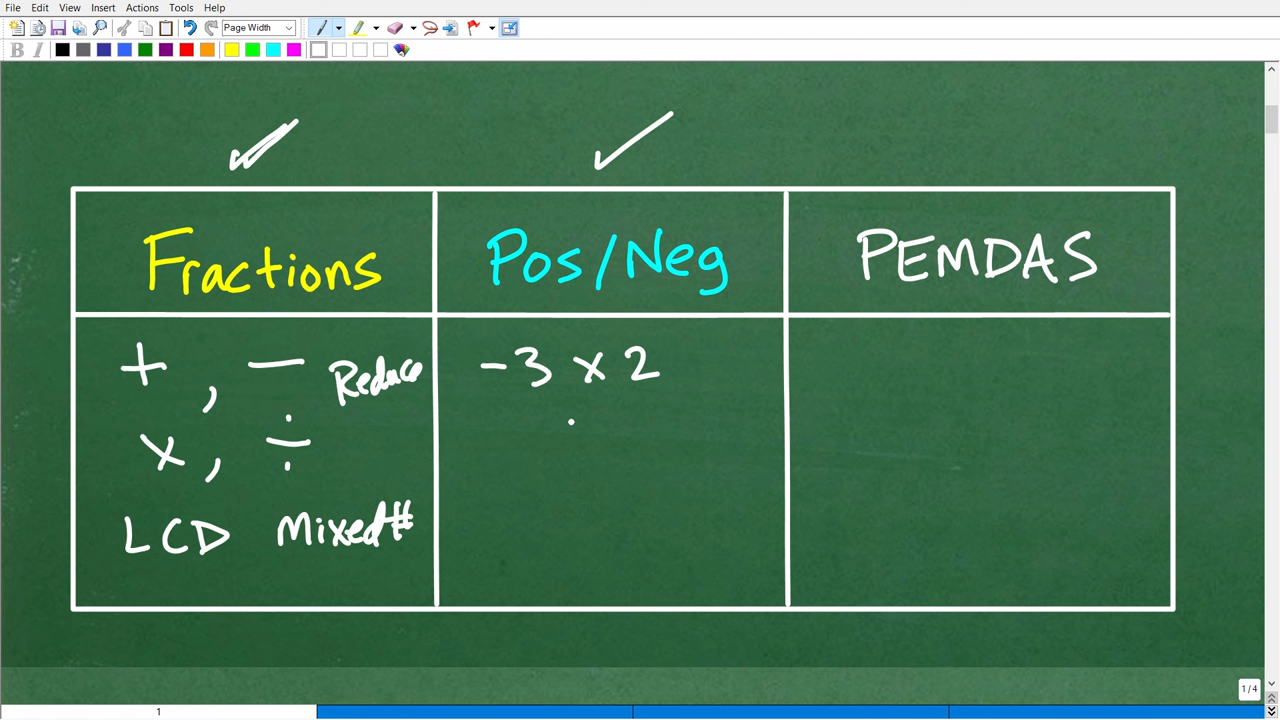 File Edit View Insert Actions Tools Help
Page Width
B I
Fractions Pos/Neg PEMDAS
+ , − Reduce -3 x 2
x , ÷
LCD Mixed#
1/4
1